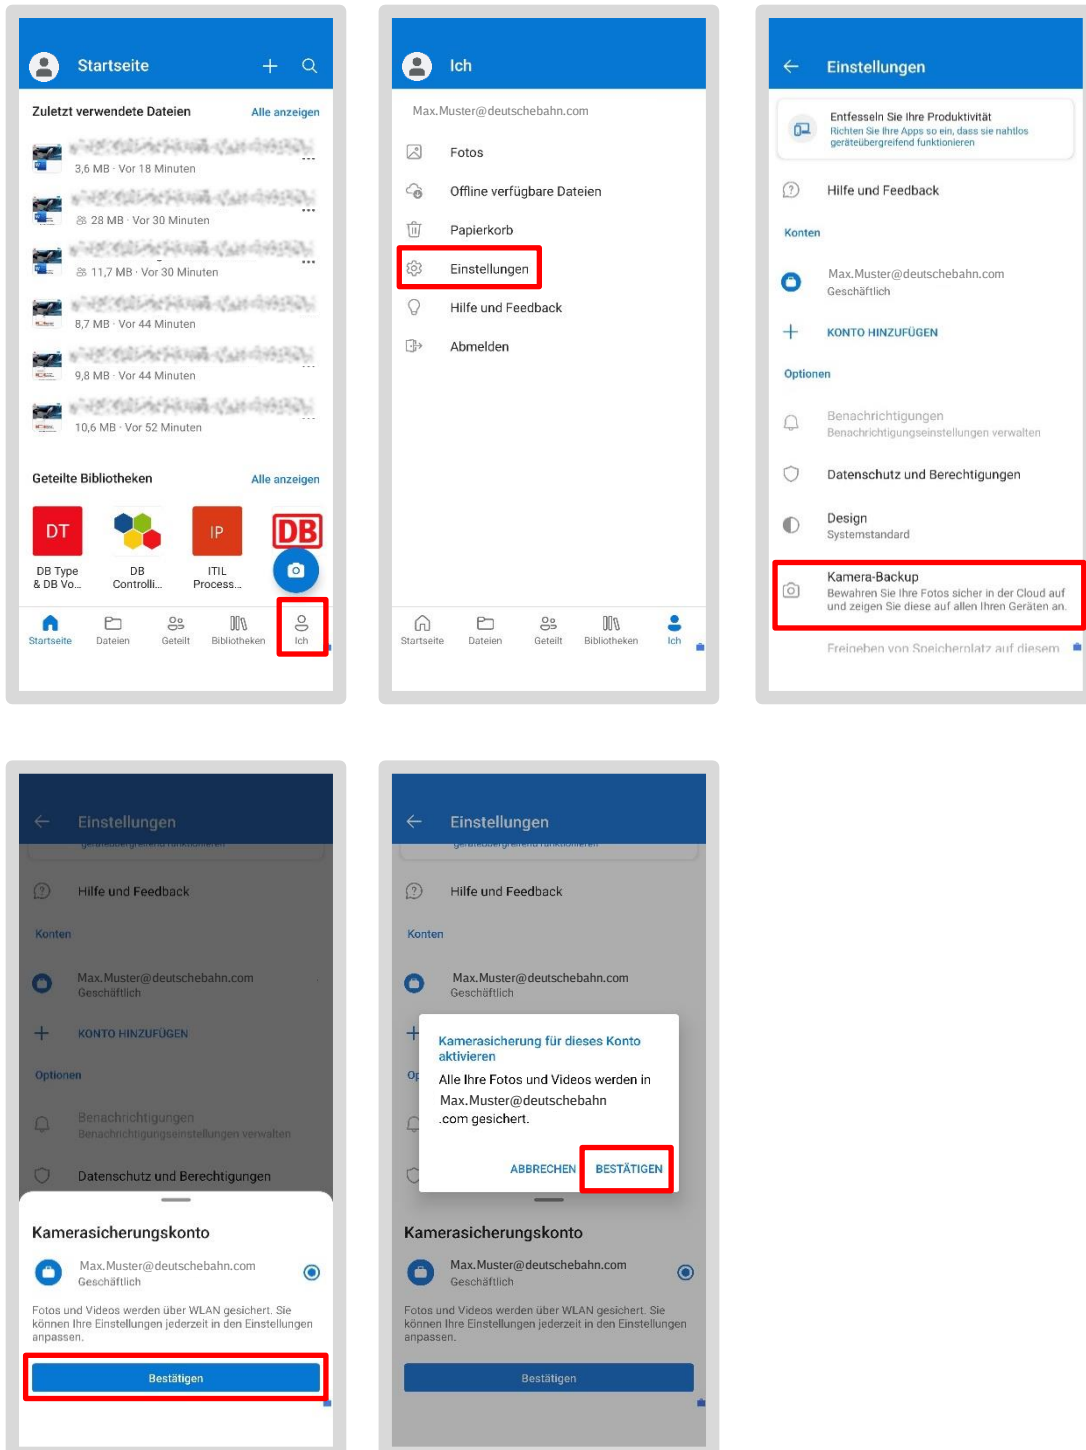 Startseite
Zuletzt verwendete Dateien
Alle anzeigen
3,6 MB · Vor 18 Minuten
28 MB · Vor 30 Minuten
11,7 MB · Vor 30 Minuten
8,7 MB · Vor 44 Minuten
9,8 MB · Vor 44 Minuten
10,6 MB · Vor 52 Minuten
Geteilte Bibliotheken
Alle anzeigen
DT
IP
DB
DB Type
& DB Vo...
DB
Controlli...
ITIL
Process...
Startseite
Dateien
Geteilt
Bibliotheken
Ich
Ich
Max.Muster@deutschebahn.com
Fotos
Offline verfügbare Dateien
Papierkorb
Einstellungen
Hilfe und Feedback
Abmelden
Startseite
Dateien
Geteilt
Bibliotheken
Ich
Einstellungen
Entfesseln Sie Ihre Produktivität
Richten Sie Ihre Apps so ein, dass sie nahtlos
geräteübergreifend funktionieren
Hilfe und Feedback
Konten
Max.Muster@deutschebahn.com
Geschäftlich
KONTO HINZUFÜGEN
Optionen
Benachrichtigungen
Benachrichtigungseinstellungen verwalten
Datenschutz und Berechtigungen
Design
Systemstandard
Kamera-Backup
Bewahren Sie Ihre Fotos sicher in der Cloud auf
und zeigen Sie diese auf allen Ihren Geräten an.
Freigeben von Speicherplatz auf diesem
Einstellungen
geräteübergreifend funktionieren
Hilfe und Feedback
Konten
Max.Muster@deutschebahn.com
Geschäftlich
KONTO HINZUFÜGEN
Optionen
Benachrichtigungen
Benachrichtigungseinstellungen verwalten
Datenschutz und Berechtigungen
Kamerasicherungskonto
Max.Muster@deutschebahn.com
Geschäftlich
Fotos und Videos werden über WLAN gesichert. Sie
können Ihre Einstellungen jederzeit in den Einstellungen
anpassen.
Bestätigen
Einstellungen
geräteübergreifend funktionieren
Hilfe und Feedback
Konten
Max.Muster@deutschebahn.com
Geschäftlich
Op
Kamerasicherung für dieses Konto
aktivieren
Alle Ihre Fotos und Videos werden in
Max.Muster@deutschebahn
.com gesichert.
ABBRECHEN
BESTÄTIGEN
Kamerasicherungskonto
Max.Muster@deutschebahn.com
Geschäftlich
Fotos und Videos werden über WLAN gesichert. Sie
können Ihre Einstellungen jederzeit in den Einstellungen
anpassen.
Bestätigen